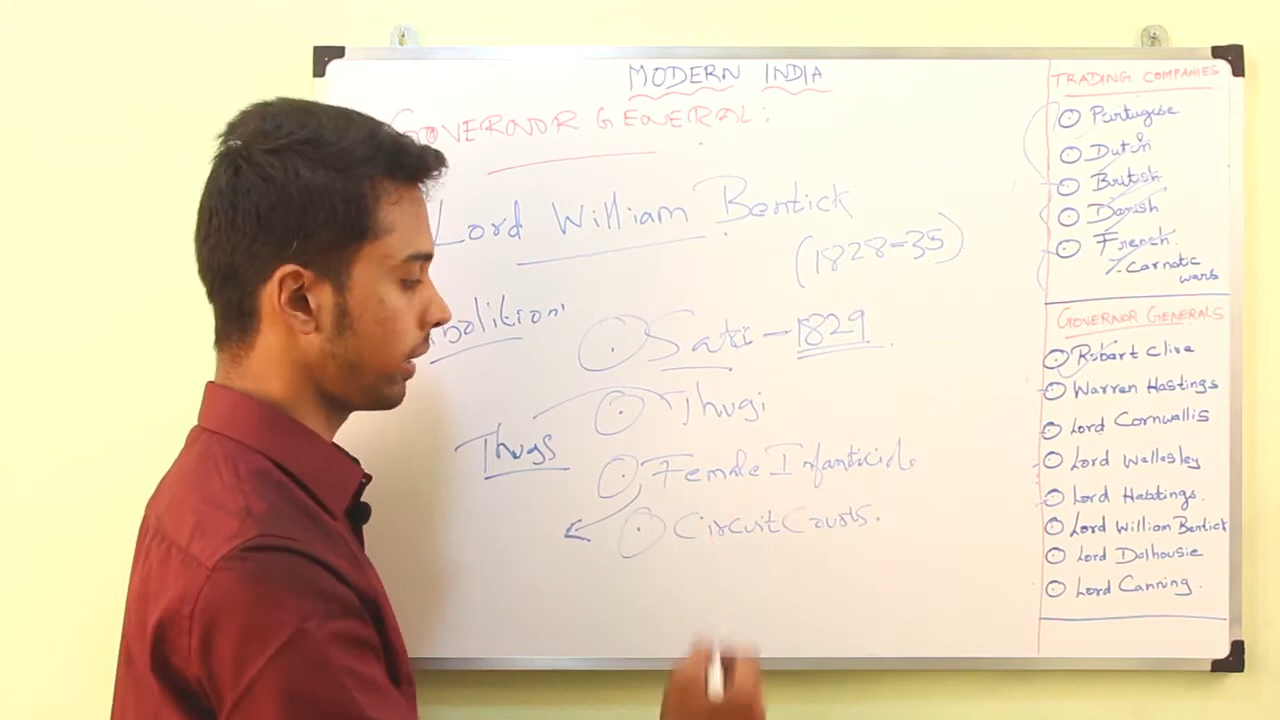 MODERN INDIA
GOVERNOR GENERAL:
Lord William Bentick
(1828-35)
bolition
Sati - 1829
Thugi
Thugs
Female Infanticide
Circuit Courts.
TRADING COMPANIES
Portugese
Dutch
British
Danish
French.
Carnatic
wars
GOVERNOR GENERALS
Robart Clive
Warren Hastings
Lord Cornwallis
Lord Wellesley
Lord Hastings.
Lord William Bentick
Lord Dalhousie
Lord Canning.